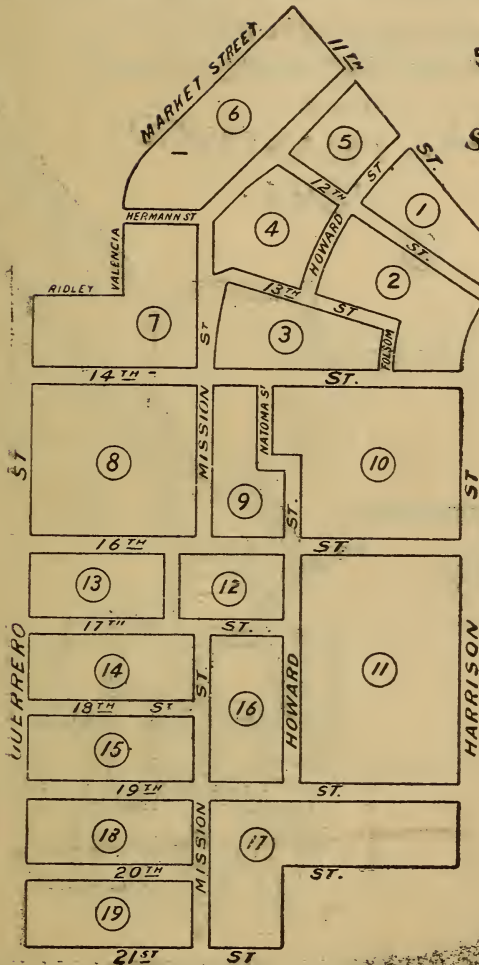 MARKET STREET.
11TH
6
5
ST.
S
12TH
ST
1
HERMANN ST
4
HOWARD
ST.
VALENCIA
2
RIDLEY
13TH
ST
7
ST
3
FOLSOM
14TH
ST.
ST
8
MISSION
NATOMA ST
10
ST
9
ST.
16TH
ST.
13
12
17TH
ST.
GUERRERO
14
ST.
16
HOWARD
11
HARRISON
18TH ST
15
19TH
ST.
18
MISSION
17
20TH
ST.
19
21ST
ST